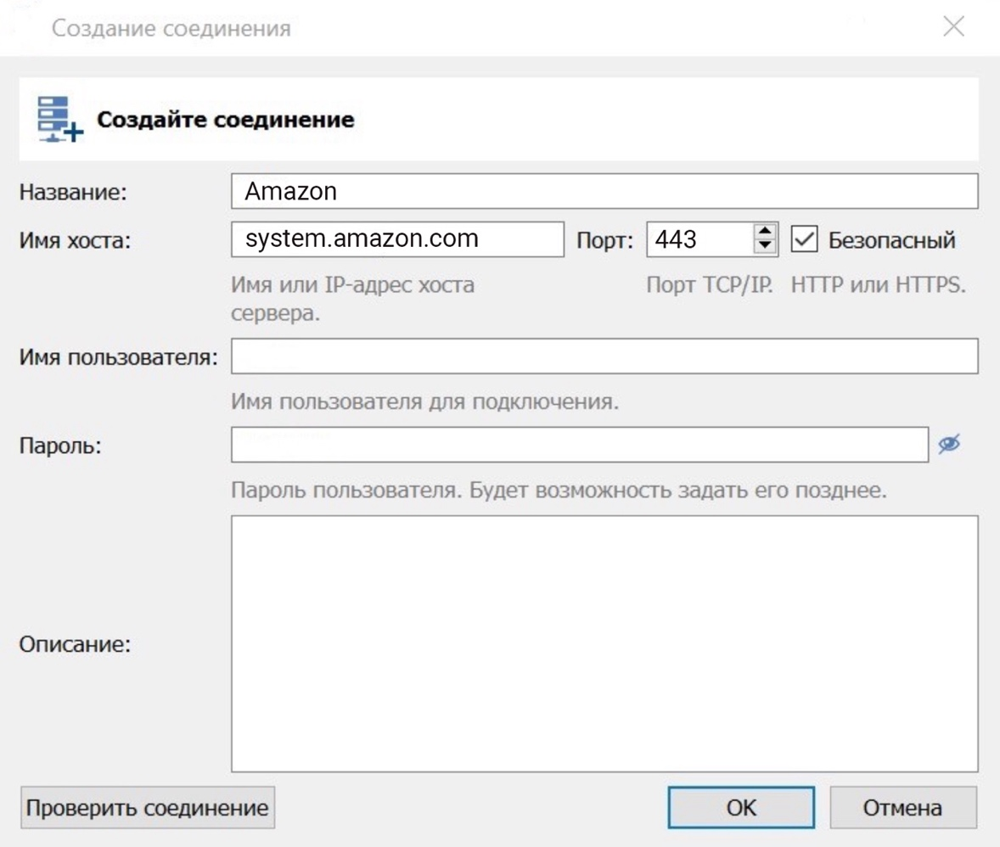 Создание соединения
Создайте соединение
Название: Amazon
Имя хоста: system.amazon.com Порт: 443 Безопасный
Имя или IP-адрес хоста сервера. Порт TCP/IP. HTTP или HTTPS.
Имя пользователя:
Имя пользователя для подключения.
Пароль:
Пароль пользователя. Будет возможность задать его позднее.
Описание:
Проверить соединение OK Отмена